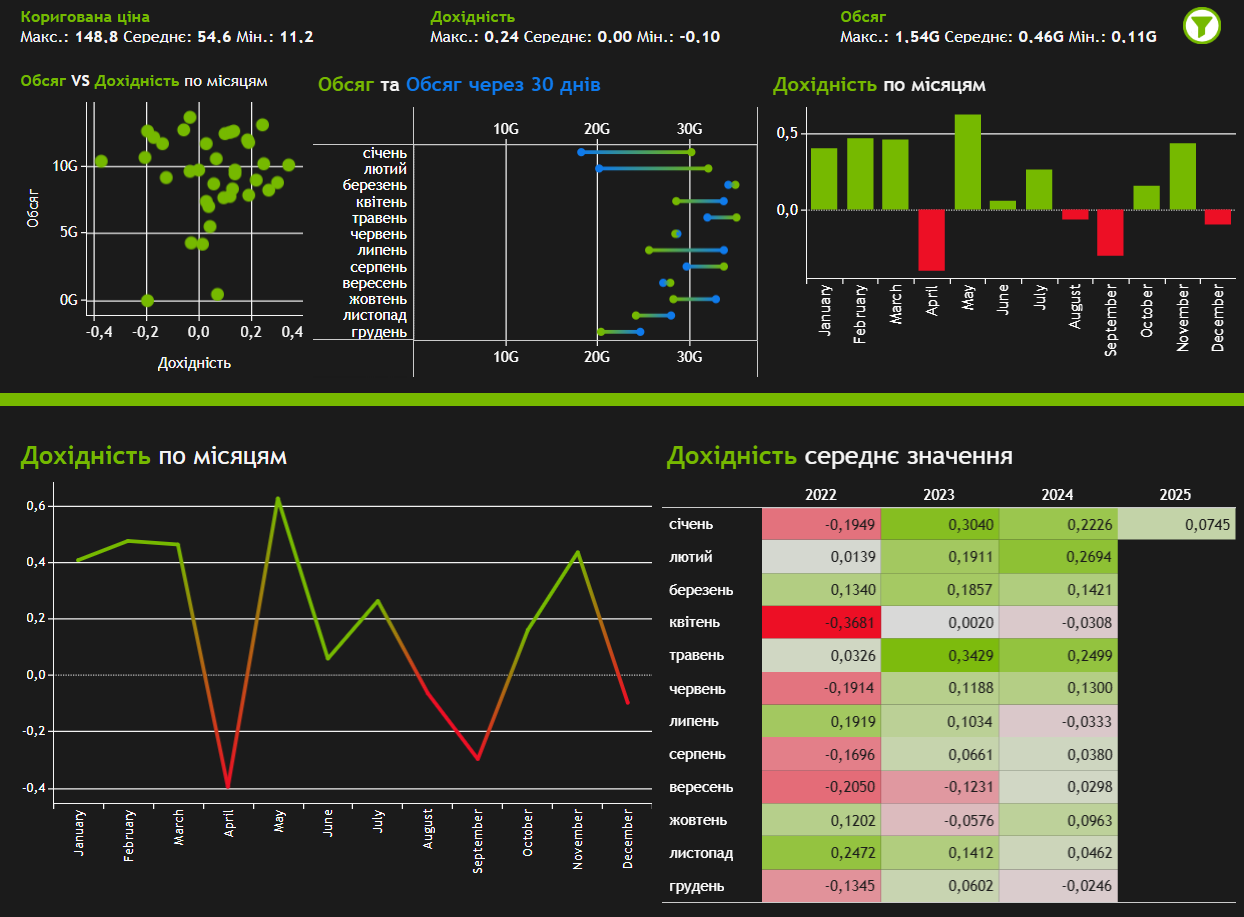 Коригована ціна
Макс.: 148,8 Середнє: 54,6 Мін.: 11,2
Дохідність
Макс.: 0,24 Середнє: 0,00 Мін.: -0,10
Обсяг
Макс.: 1,54G Середнє: 0,46G Мін.: 0,11G
Обсяг VS Дохідність по місяцям
10G
5G
0G
Обсяг
-0,4 -0,2 0,0 0,2 0,4
Дохідність
Обсяг та Обсяг через 30 днів
10G 20G 30G
січень
лютий
березень
квітень
травень
червень
липень
серпень
вересень
жовтень
листопад
грудень
10G 20G 30G
Дохідність по місяцям
0,5
0,0
January February March April May June July August September October November December
Дохідність по місяцям
0,6
0,4
0,2
0,0
-0,2
-0,4
January February March April May June July August September October November December
Дохідність середнє значення
2022 2023 2024 2025
січень -0,1949 0,3040 0,2226 0,0745
лютий 0,0139 0,1911 0,2694
березень 0,1340 0,1857 0,1421
квітень -0,3681 0,0020 -0,0308
травень 0,0326 0,3429 0,2499
червень -0,1914 0,1188 0,1300
липень 0,1919 0,1034 -0,0333
серпень -0,1696 0,0661 0,0380
вересень -0,2050 -0,1231 0,0298
жовтень 0,1202 -0,0576 0,0963
листопад 0,2472 0,1412 0,0462
грудень -0,1345 0,0602 -0,0246